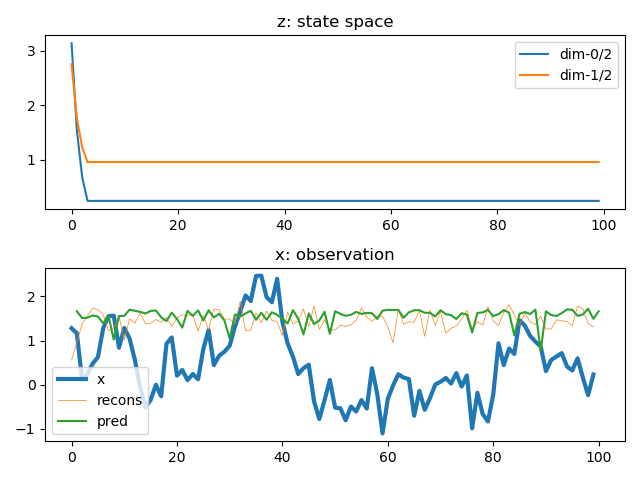 z: state space
3
2
1
dim-0/2
dim-1/2
0 20 40 60 80 100
x: observation
2
1
0
−1
x
recons
pred
0 20 40 60 80 100